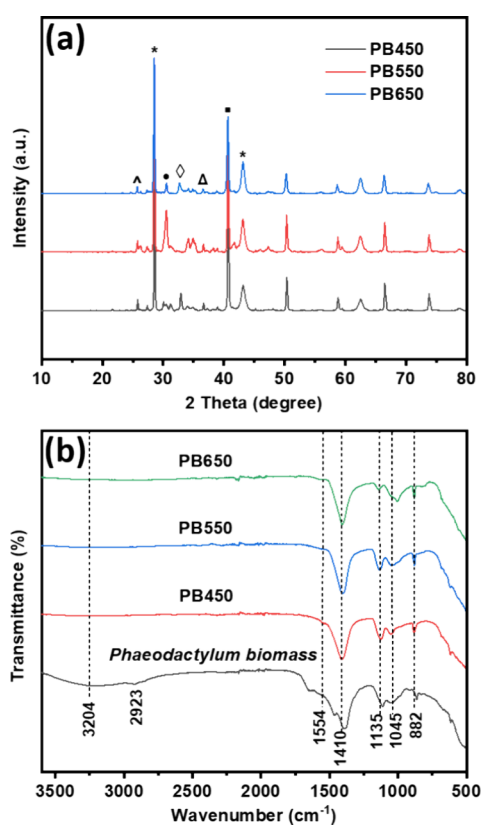 (a)
PB450
PB550
PB650
*
▪
^
•
◊
Δ
*
Intensity (a.u.)
10 20 30 40 50 60 70 80
2 Theta (degree)
(b)
PB650
PB550
PB450
Phaeodactylum biomass
Transmittance (%)
3204
2923
1554
1410
1135
1045
882
3500 3000 2500 2000 1500 1000 500
Wavenumber (cm⁻¹)